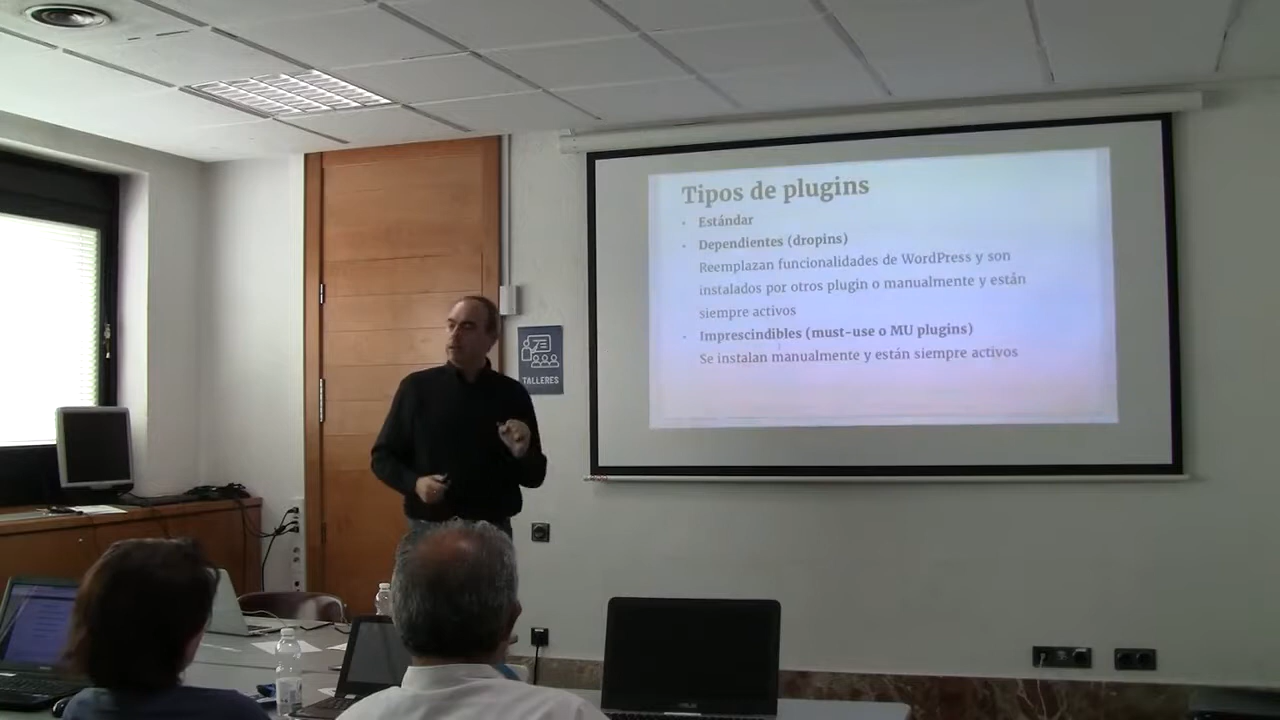 Tipos de plugins
• Estándar
• Dependientes (dropins)
Reemplazan funcionalidades de WordPress y son
instalados por otros plugin o manualmente y están
siempre activos
• Imprescindibles (must-use o MU plugins)
Se instalan manualmente y están siempre activos
TALLERES